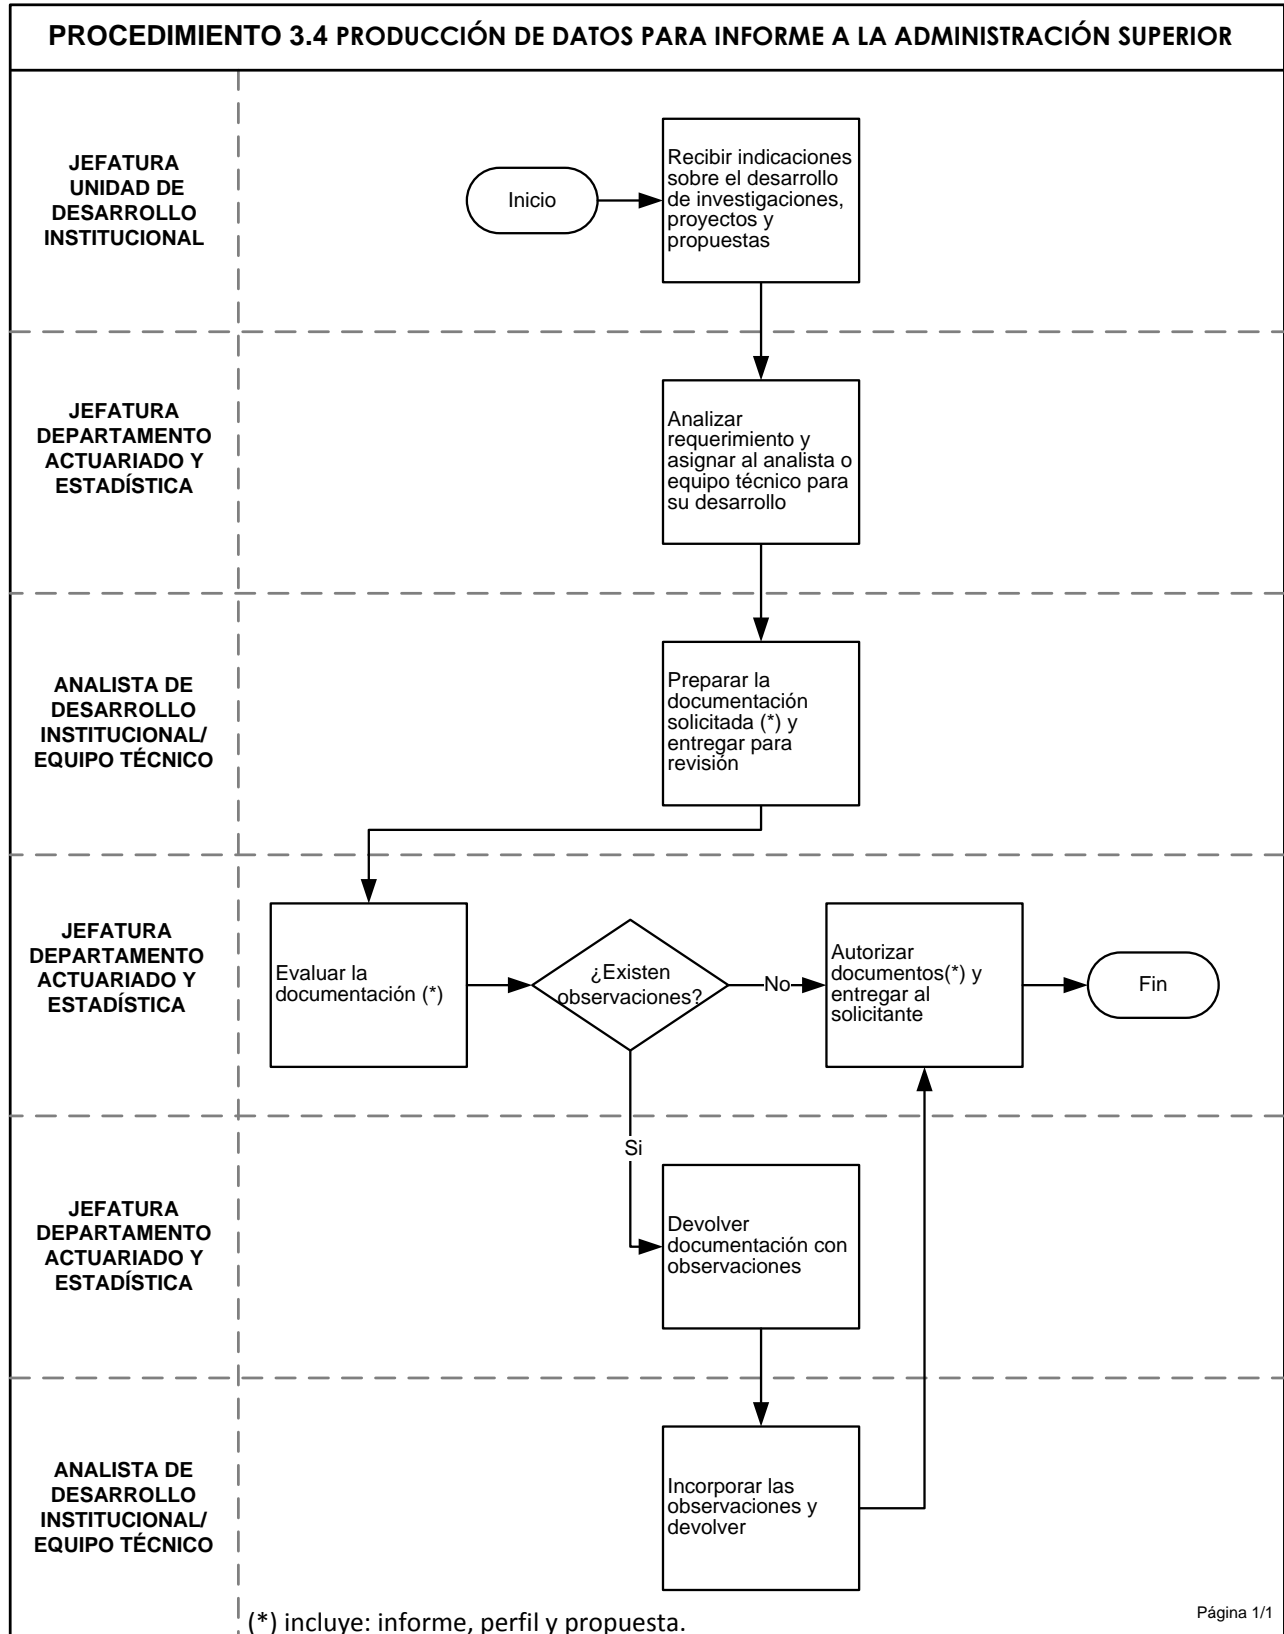 PROCEDIMIENTO 3.4 PRODUCCIÓN DE DATOS PARA INFORME A LA ADMINISTRACIÓN SUPERIOR
JEFATURA
UNIDAD DE
DESARROLLO
INSTITUCIONAL
Inicio
Recibir indicaciones
sobre el desarrollo
de investigaciones,
proyectos y
propuestas
JEFATURA
DEPARTAMENTO
ACTUARIADO Y
ESTADÍSTICA
Analizar
requerimiento y
asignar al analista o
equipo técnico para
su desarrollo
ANALISTA DE
DESARROLLO
INSTITUCIONAL/
EQUIPO TÉCNICO
Preparar la
documentación
solicitada (*) y
entregar para
revisión
JEFATURA
DEPARTAMENTO
ACTUARIADO Y
ESTADÍSTICA
Evaluar la
documentación (*)
¿Existen
observaciones?
No
Autorizar
documentos(*) y
entregar al
solicitante
Fin
Si
JEFATURA
DEPARTAMENTO
ACTUARIADO Y
ESTADÍSTICA
Devolver
documentación con
observaciones
ANALISTA DE
DESARROLLO
INSTITUCIONAL/
EQUIPO TÉCNICO
Incorporar las
observaciones y
devolver
(*) incluye: informe, perfil y propuesta.
Página 1/1